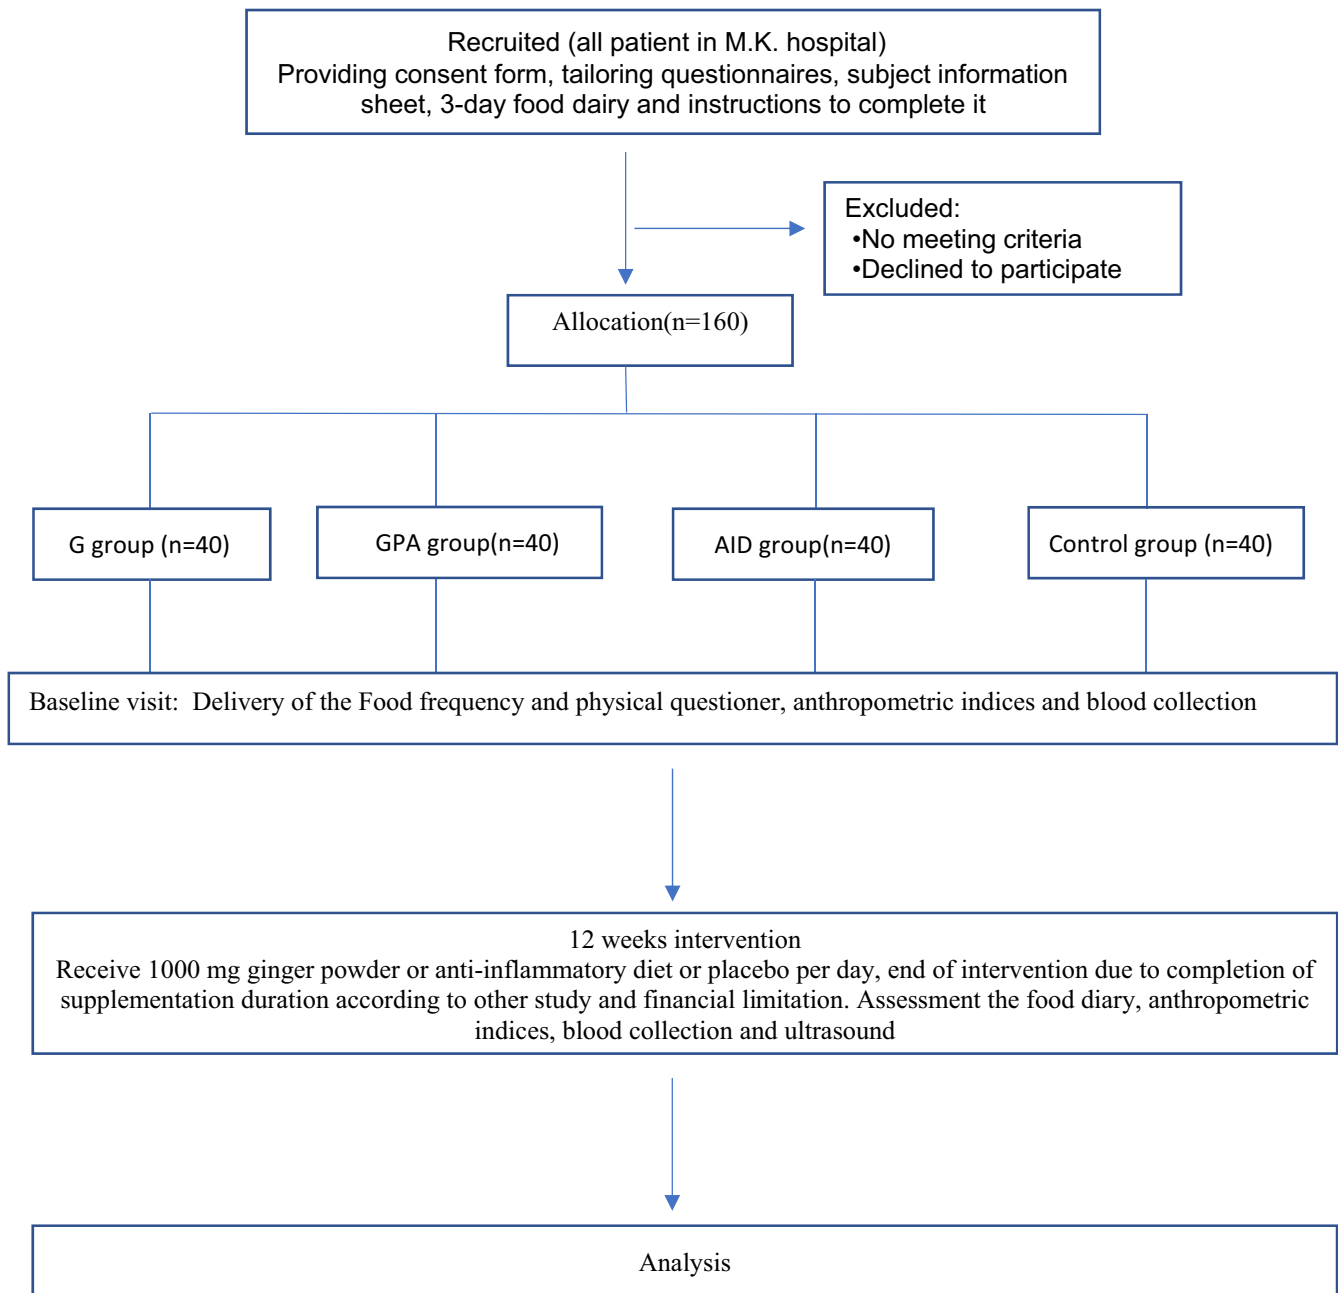 Recruited (all patient in M.K. hospital)
Providing consent form, tailoring questionnaires, subject information
sheet, 3-day food dairy and instructions to complete it
Excluded:
•No meeting criteria
•Declined to participate
Allocation(n=160)
G group (n=40)
GPA group(n=40)
AID group(n=40)
Control group (n=40)
Baseline visit:  Delivery of the Food frequency and physical questioner, anthropometric indices and blood collection
12 weeks intervention
Receive 1000 mg ginger powder or anti-inflammatory diet or placebo per day, end of intervention due to completion of
supplementation duration according to other study and financial limitation. Assessment the food diary, anthropometric
indices, blood collection and ultrasound
Analysis